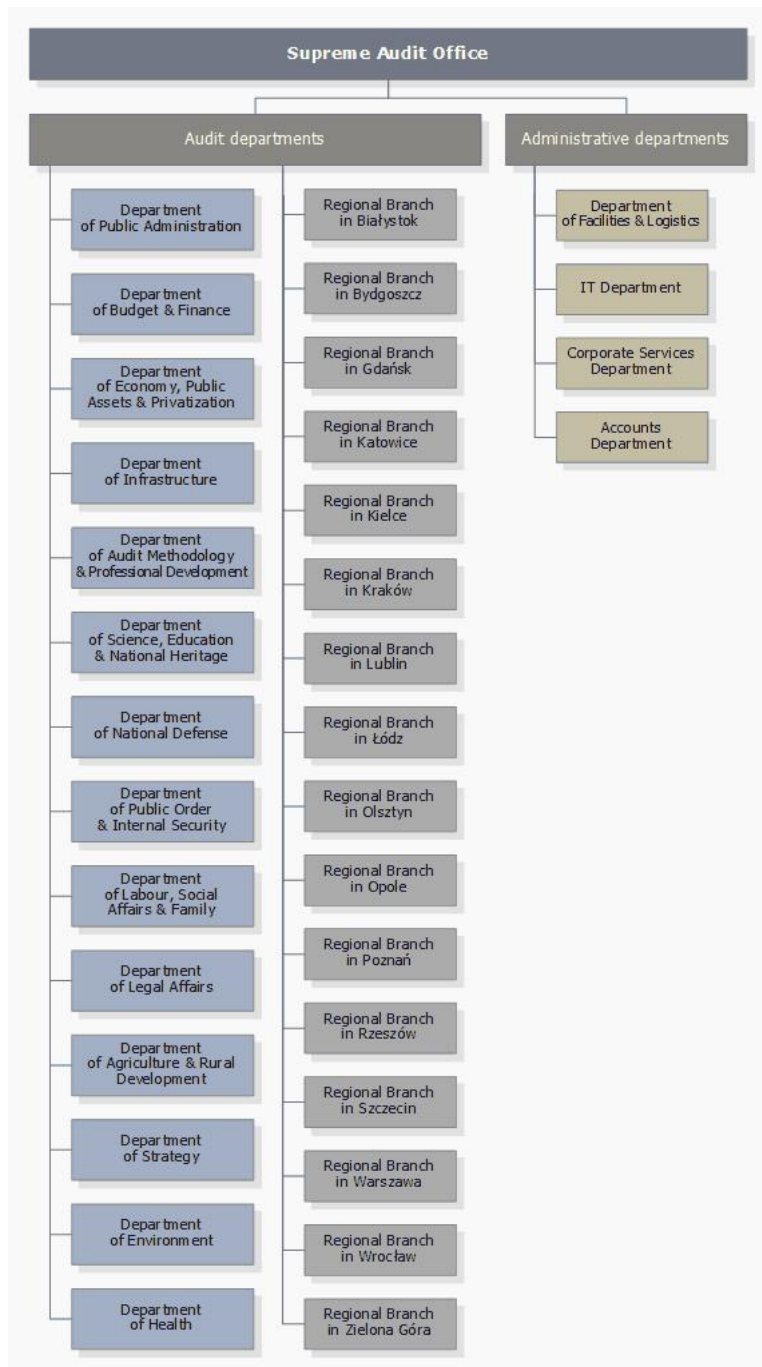 Supreme Audit Office
Audit departments
Administrative departments
Department
of Public Administration
Department
of Budget & Finance
Department
of Economy, Public
Assets & Privatization
Department
of Infrastructure
Department
of Audit Methodology
& Professional Development
Department
of Science, Education
& National Heritage
Department
of National Defense
Department
of Public Order
& Internal Security
Department
of Labour, Social
Affairs & Family
Department
of Legal Affairs
Department
of Agriculture & Rural
Development
Department
of Strategy
Department
of Environment
Department
of Health
Regional Branch
in Białystok
Regional Branch
in Bydgoszcz
Regional Branch
in Gdańsk
Regional Branch
in Katowice
Regional Branch
in Kielce
Regional Branch
in Kraków
Regional Branch
in Lublin
Regional Branch
in Łódz
Regional Branch
in Olsztyn
Regional Branch
in Opole
Regional Branch
in Poznań
Regional Branch
in Rzeszów
Regional Branch
in Szczecin
Regional Branch
in Warszawa
Regional Branch
in Wrocław
Regional Branch
in Zielona Góra
Department
of Facilities & Logistics
IT Department
Corporate Services
Department
Accounts
Department